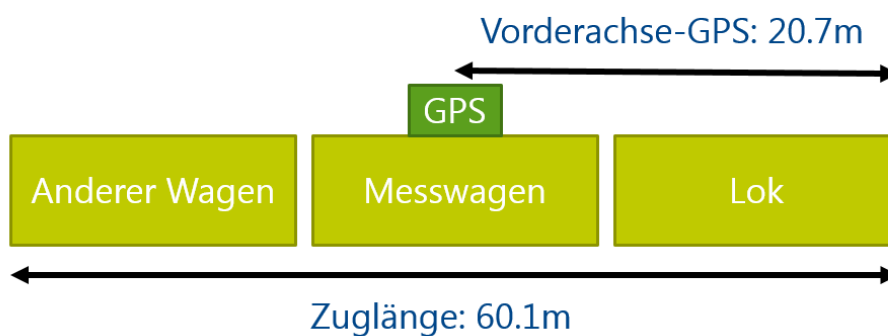 Vorderachse-GPS: 20.7m
GPS
Anderer Wagen
Messwagen
Lok
Zuglänge: 60.1m